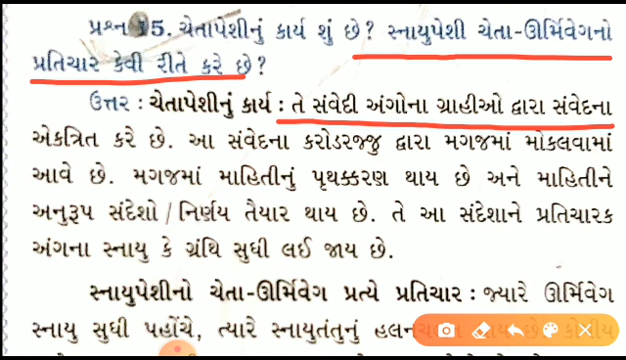 પ્રશ્ન 15. ચેતાપેશીનું કાર્ય શું છે? સ્નાયુપેશી ચેતા-ઊર્મિવેગનો
પ્રતિચાર કેવી રીતે કરે છે?
ઉત્તર : ચેતાપેશીનું કાર્ય : તે સંવેદી અંગોના ગ્રાહીઓ દ્વારા સંવેદના
એકત્રિત કરે છે. આ સંવેદના કરોડરજ્જુ દ્વારા મગજમાં મોકલવામાં
આવે છે. મગજમાં માહિતીનું પૃથક્કરણ થાય છે અને માહિતીને
અનુરૂપ સંદેશો / નિર્ણય તૈયાર થાય છે. તે આ સંદેશાને પ્રતિચારક
અંગના સ્નાયુ કે ગ્રંથિ સુધી લઈ જાય છે.
સ્નાયુપેશીનો ચેતા-ઊર્મિવેગ પ્રત્યે પ્રતિચાર : જ્યારે ઊર્મિવેગ
સ્નાયુ સુધી પહોંચે, ત્યારે સ્નાયુતંતુનું